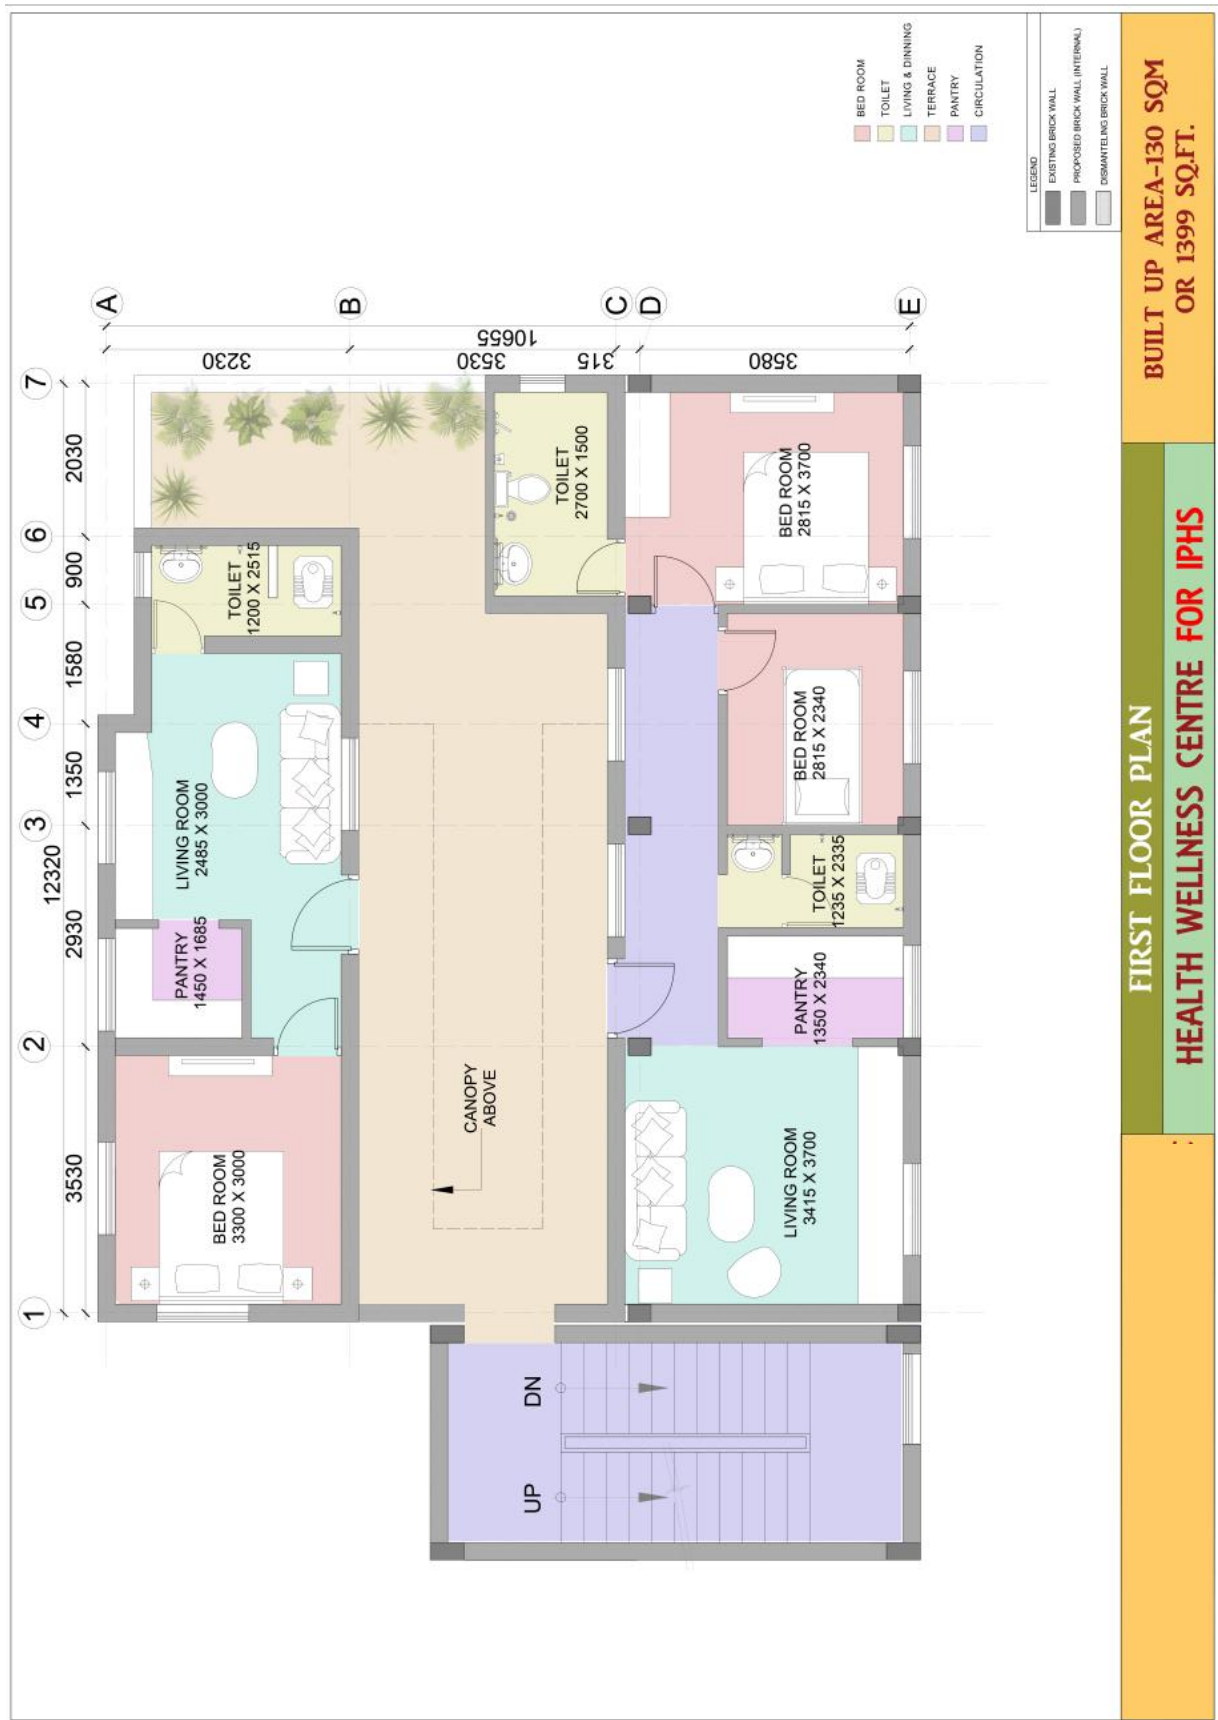 A
B
C
D
E
10655
3230
3530
315
3580
1
2
3
4
5
6
7
12320
3530
2930
1350
1580
900
2030
BED ROOM
3300 X 3000
PANTRY
1450 X 1685
LIVING ROOM
2485 X 3000
TOILET
1200 X 2515
CANOPY
ABOVE
TOILET
2700 X 1500
UP
DN
LIVING ROOM
3415 X 3700
PANTRY
1350 X 2340
TOILET
1235 X 2335
BED ROOM
2815 X 2340
BED ROOM
2815 X 3700
BED ROOM
TOILET
LIVING & DINNING
TERRACE
PANTRY
CIRCULATION
LEGEND
EXISTING BRICK WALL
PROPOSED BRICK WALL (INTERNAL)
DISMANTELING BRICK WALL
FIRST FLOOR PLAN
HEALTH WELLNESS CENTRE FOR IPHS
BUILT UP AREA-130 SQM
OR 1399 SQ.FT.